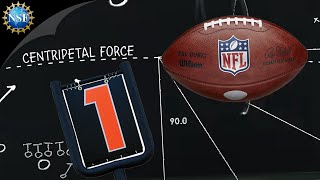 NSF
CENTRIPETAL FORCE
NFL
Wilson
1
90.0